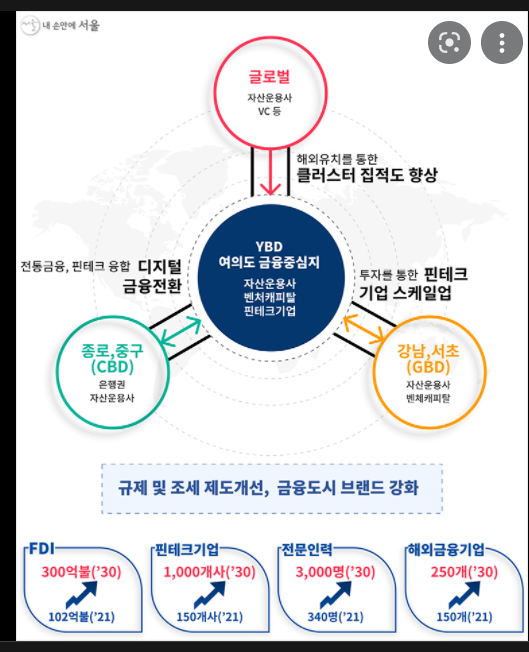 내 손안에 서울
글로벌
자산운용사
VC 등
해외유치를 통한
클러스터 집적도 향상
YBD
여의도 금융중심지
자산운용사
벤처캐피탈
핀테크기업
전통금융, 핀테크 융합 디지털
금융전환
투자를 통한 핀테크
기업 스케일업
종로,중구
(CBD)
은행권
자산운용사
강남,서초
(GBD)
자산운용사
벤체캐피탈
규제 및 조세 제도개선, 금융도시 브랜드 강화
FDI
300억불('30)
102억불('21)
핀테크기업
1,000개사('30)
150개사('21)
전문인력
3,000명('30)
340명('21)
해외금융기업
250개('30)
150개('21)